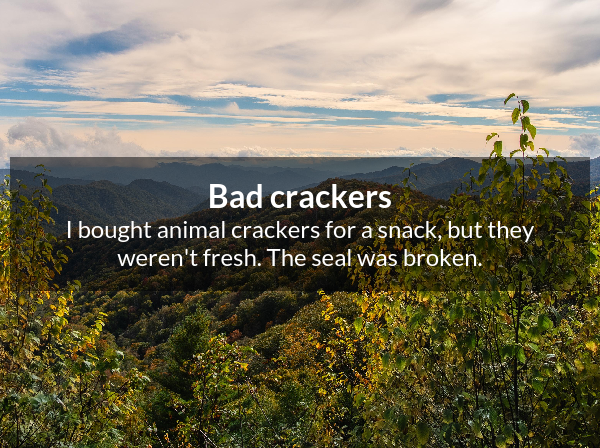 Bad crackers
I bought animal crackers for a snack, but they
weren't fresh. The seal was broken.